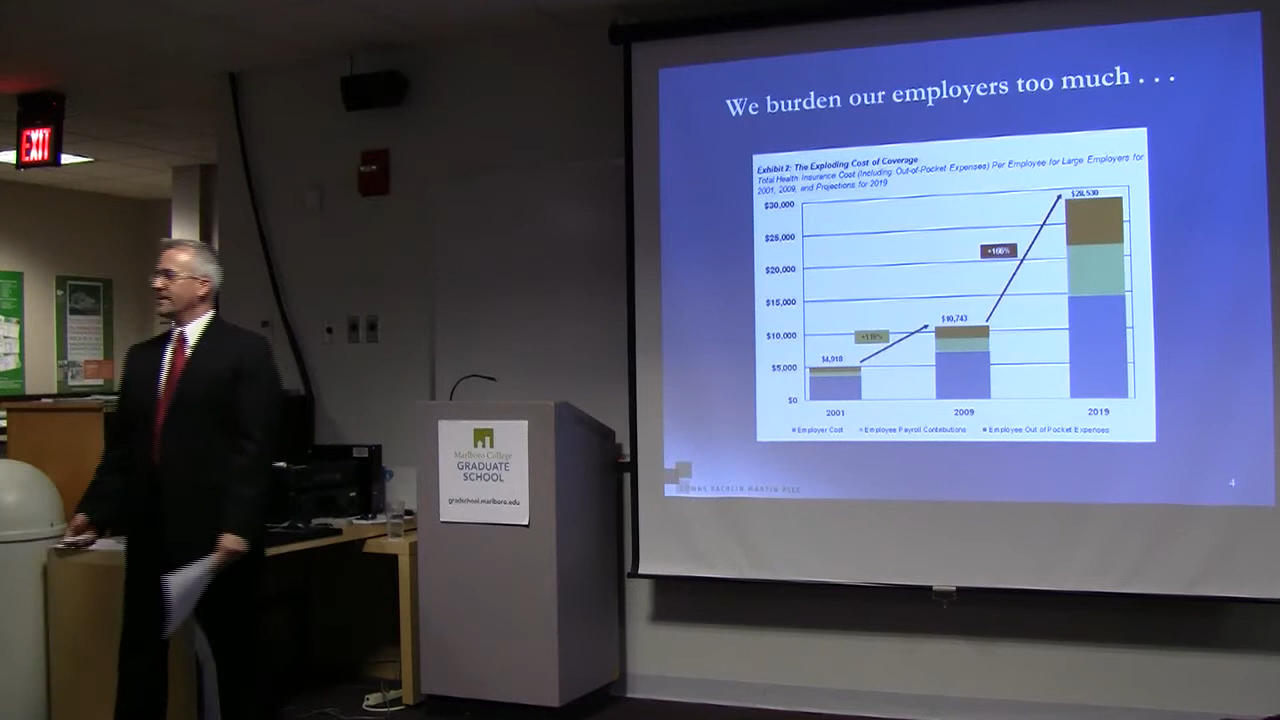 EXIT
We burden our employers too much . . .
Exhibit 2: The Exploding Cost of Coverage
Total Health Insurance Cost (Including Out-of-Pocket Expenses) Per Employee for Large Employers for
2001, 2009, and Projections for 2019
$30,000
$25,000
$20,000
$15,000
$10,000
$5,000
$0
$4,918
$10,743
+166%
$28,530
2001
2009
2019
Employer Cost
Employee Payroll Contributions
Employee Out of Pocket Expenses
RACHLIN MARTIN PLLC
4
Marlboro College
GRADUATE
SCHOOL
gradschool.marlboro.edu